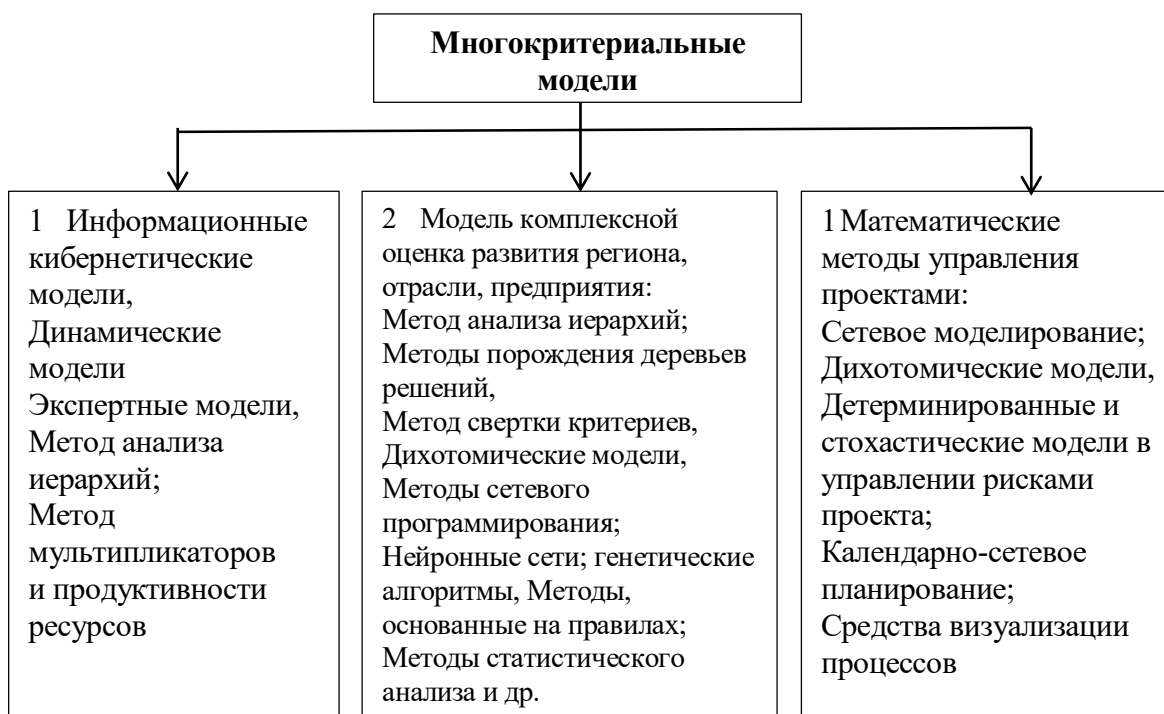 Многокритериальные
модели
1 Информационные
кибернетические
модели,
Динамические
модели
Экспертные модели,
Метод анализа
иерархий;
Метод
мультипликаторов
и продуктивности
ресурсов
2 Модель комплексной
оценка развития региона,
отрасли, предприятия:
Метод анализа иерархий;
Методы порождения деревьев
решений,
Метод свертки критериев,
Дихотомические модели,
Методы сетевого
программирования;
Нейронные сети; генетические
алгоритмы, Методы,
основанные на правилах;
Методы статистического
анализа и др.
1 Математические
методы управления
проектами:
Сетевое моделирование;
Дихотомические модели,
Детерминированные и
стохастические модели в
управлении рисками
проекта;
Календарно-сетевое
планирование;
Средства визуализации
процессов